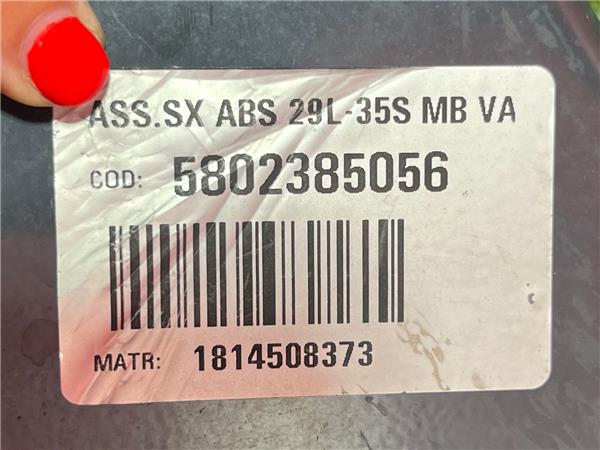 ASS.SX ABS 29L-35S MB VA
COD: 5802385056
MATR: 1814508373